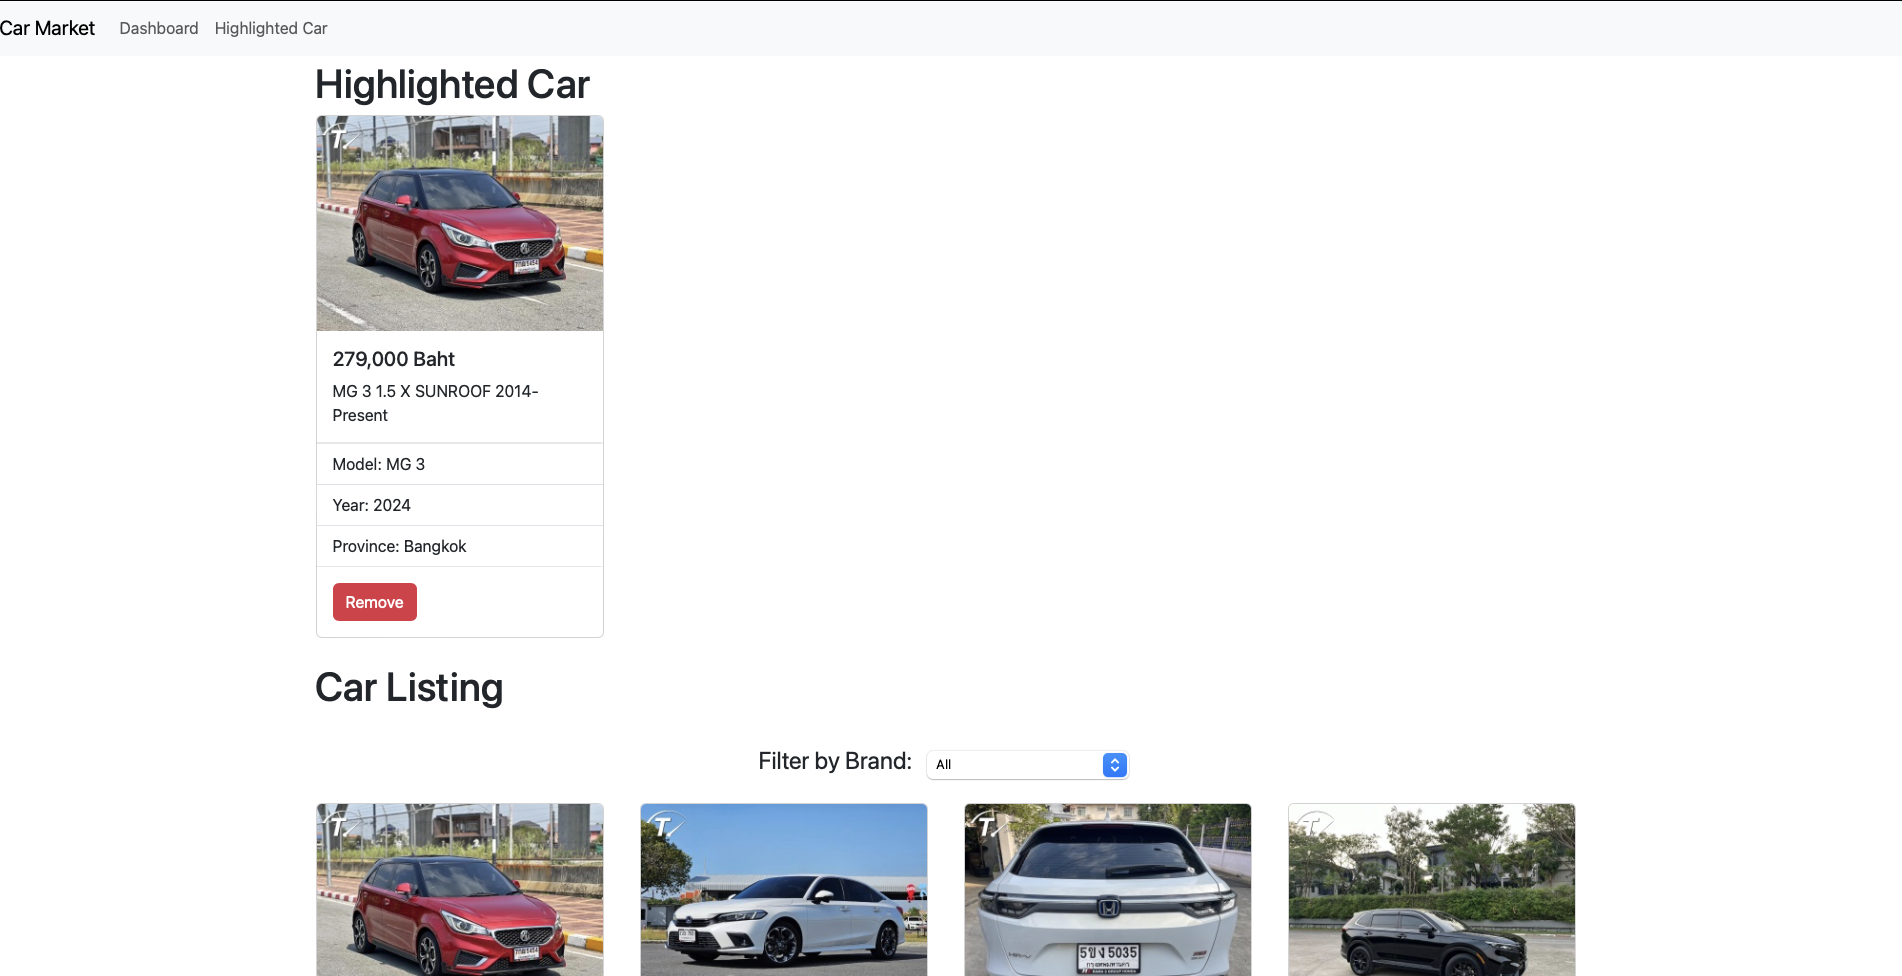 Car Market Dashboard Highlighted Car
Highlighted Car
T
279,000 Baht
MG 3 1.5 X SUNROOF 2014-
Present
Model: MG 3
Year: 2024
Province: Bangkok
Remove
Car Listing
Filter by Brand: All
T
T
T
T
5ขง 5035